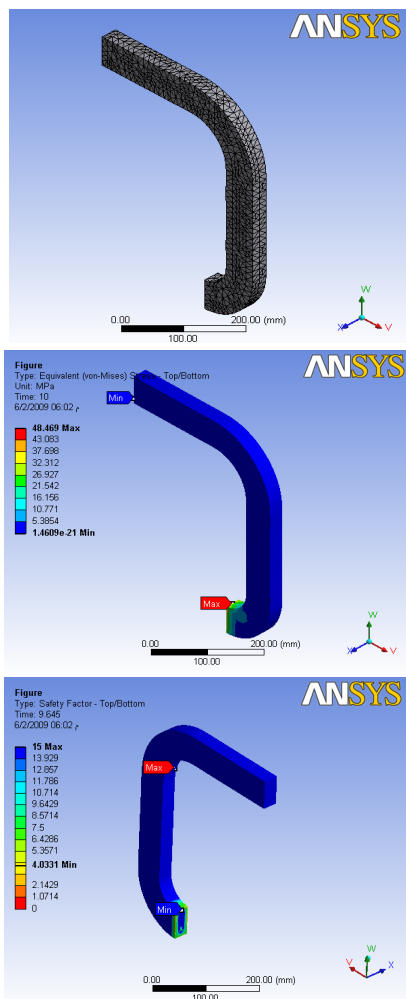 ANSYS
0.00
200.00 (mm)
100.00
W
X
V
ANSYS
Figure
Type: Equivalent (von-Mises) - Top/Bottom
Unit: MPa
Time: 10
6/2/2009 06:02 م
48.469 Max
43.083
37.698
32.312
26.927
21.542
16.156
10.771
5.3854
1.4609e-21 Min
Min
Max
0.00
200.00 (mm)
100.00
W
X
V
ANSYS
Figure
Type: Safety Factor - Top/Bottom
Time: 9.645
6/2/2009 06:02 م
15 Max
13.929
12.857
11.786
10.714
9.6429
8.5714
7.5
6.4286
5.3571
4.0331 Min
2.1429
1.0714
0
Max
Min
0.00
200.00 (mm)
100.00
W
V
X